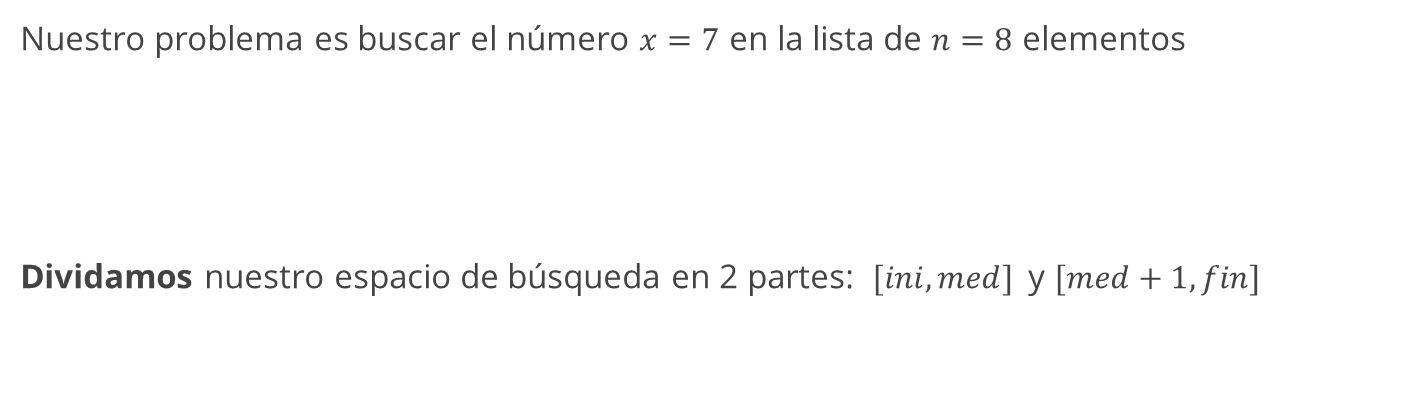 Nuestro problema es buscar el número x = 7 en la lista de n = 8 elementos
Dividamos nuestro espacio de búsqueda en 2 partes: [ini, med] y [med + 1, fin]